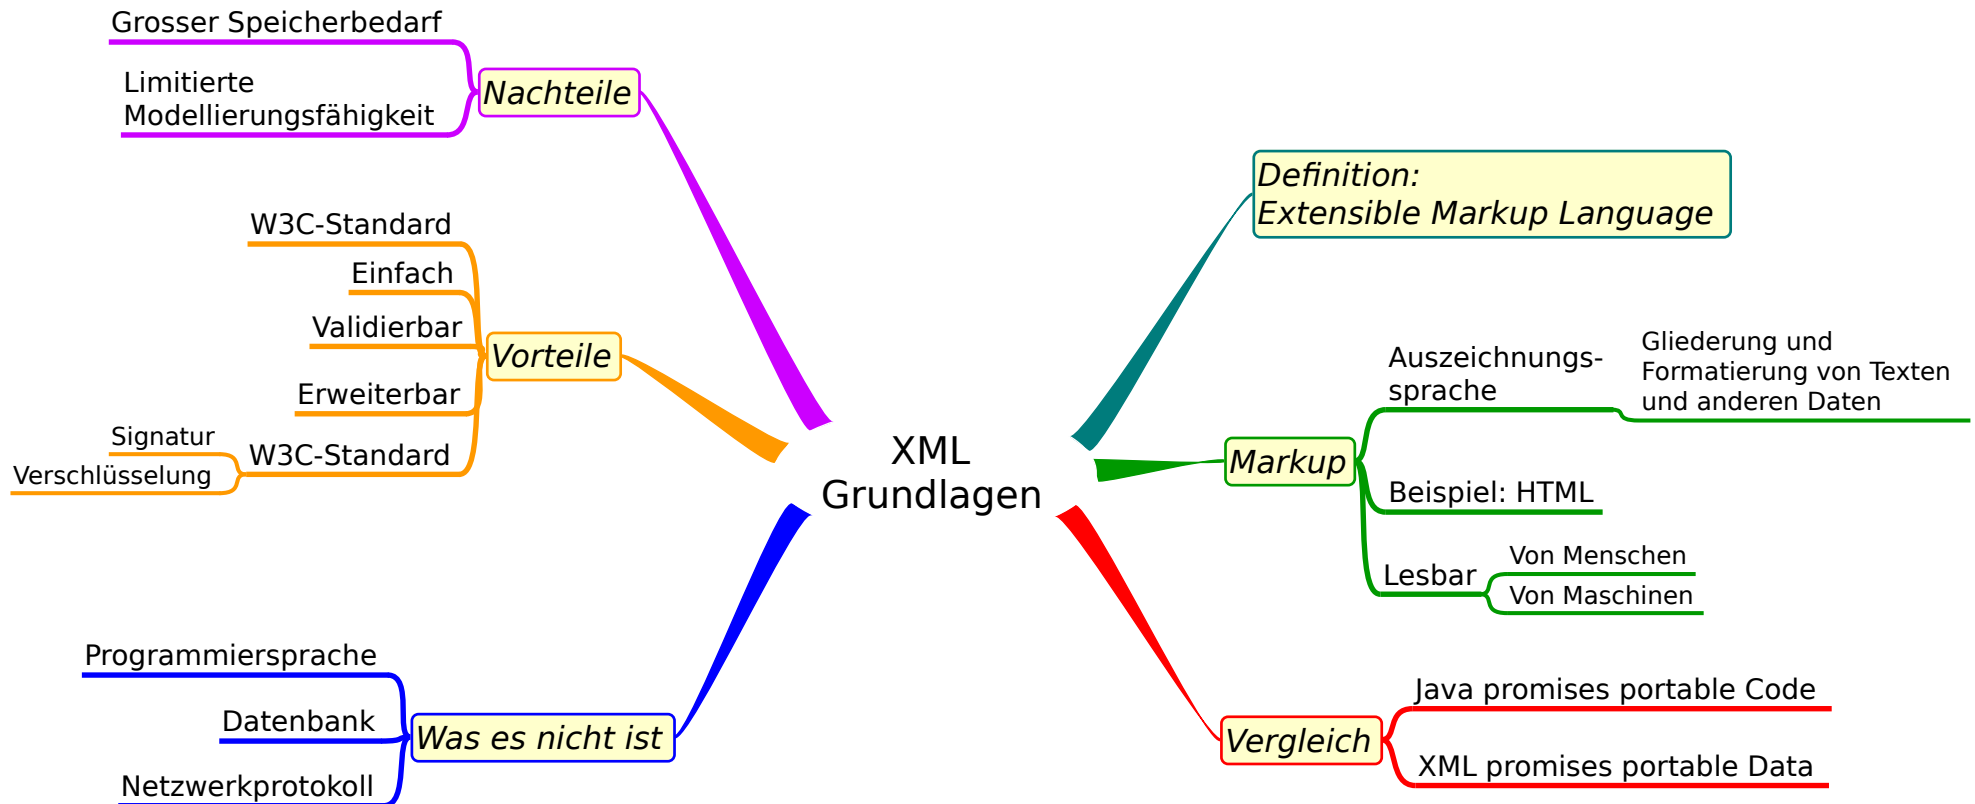 XML
Grundlagen
Definition:
Extensible Markup Language
Markup
Auszeichnungs-
sprache
Gliederung und
Formatierung von Texten
und anderen Daten
Beispiel: HTML
Lesbar
Von Menschen
Von Maschinen
Vergleich
Java promises portable Code
XML promises portable Data
Nachteile
Grosser Speicherbedarf
Limitierte
Modellierungsfähigkeit
Vorteile
W3C-Standard
Einfach
Validierbar
Erweiterbar
W3C-Standard
Signatur
Verschlüsselung
Was es nicht ist
Programmiersprache
Datenbank
Netzwerkprotokoll